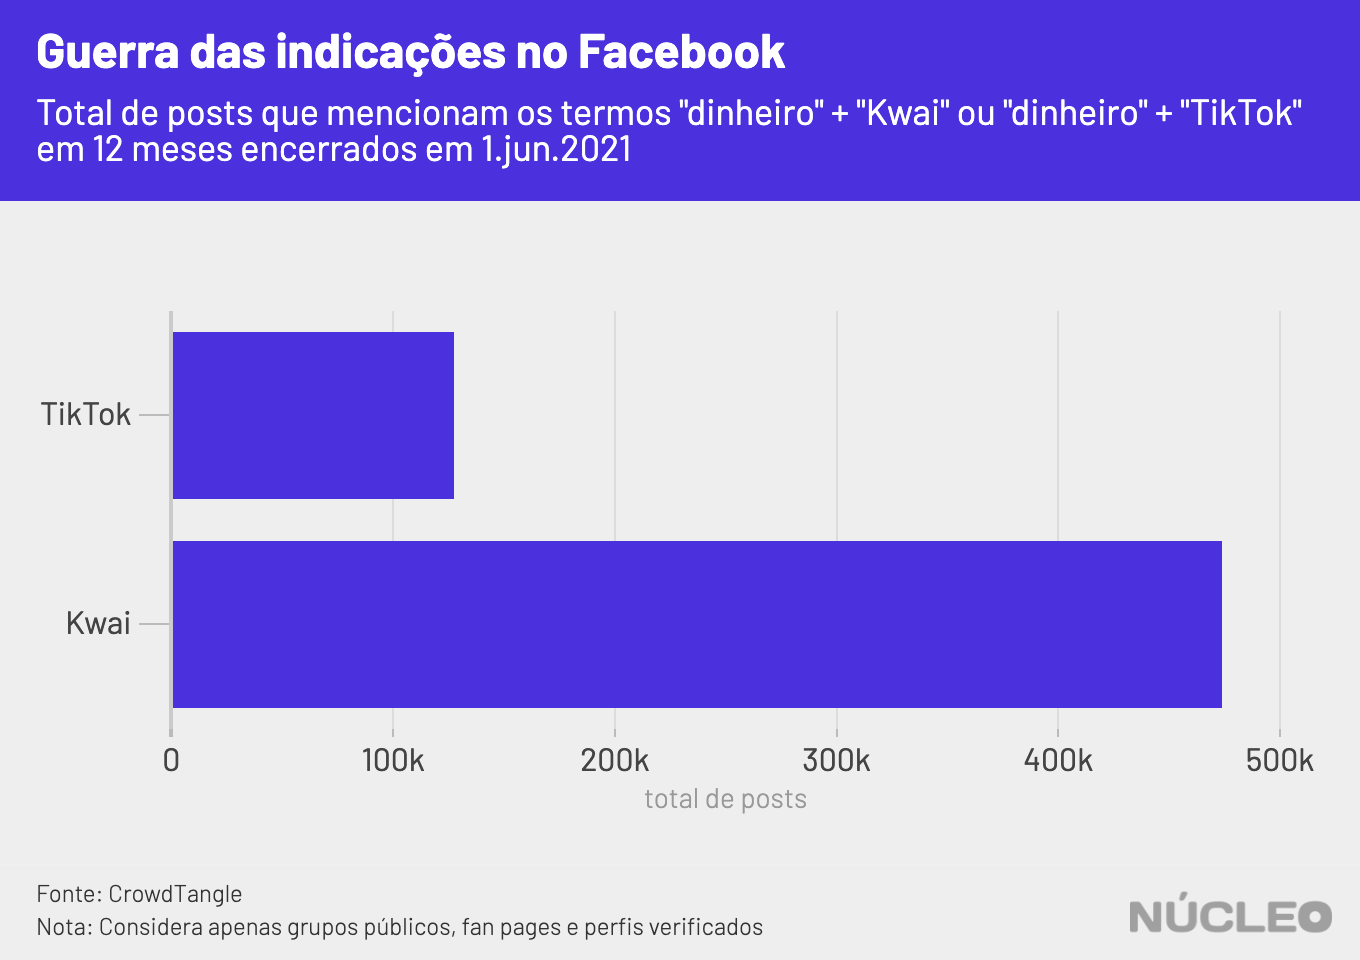 Guerra das indicações no Facebook
Total de posts que mencionam os termos "dinheiro" + "Kwai" ou "dinheiro" + "TikTok"
em 12 meses encerrados em 1.jun.2021
TikTok
Kwai
0 100k 200k 300k 400k 500k
total de posts
Fonte: CrowdTangle
Nota: Considera apenas grupos públicos, fan pages e perfis verificados
NÚCLEO